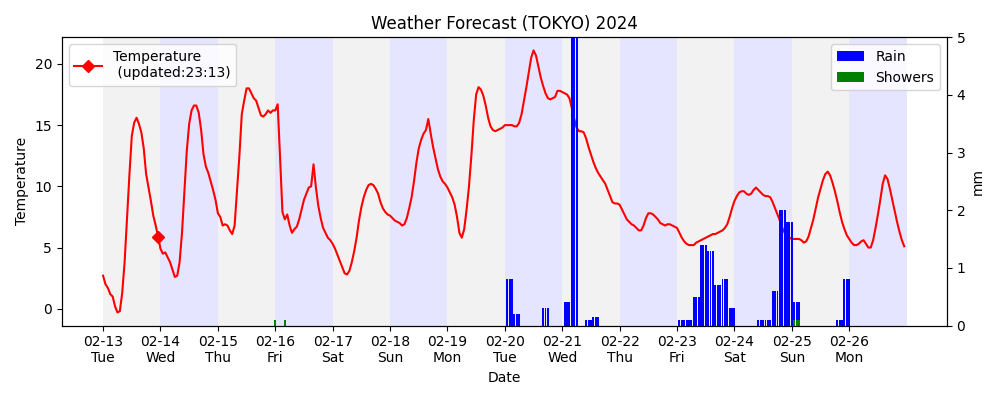 Weather Forecast (TOKYO) 2024
Temperature
(updated:23:13)
Rain
Showers
Temperature
20
15
10
5
0
5
4
3
2
1
0
mm
02-13 02-14 02-15 02-16 02-17 02-18 02-19 02-20 02-21 02-22 02-23 02-24 02-25 02-26
Tue Wed Thu Fri Sat Sun Mon Tue Wed Thu Fri Sat Sun Mon
Date